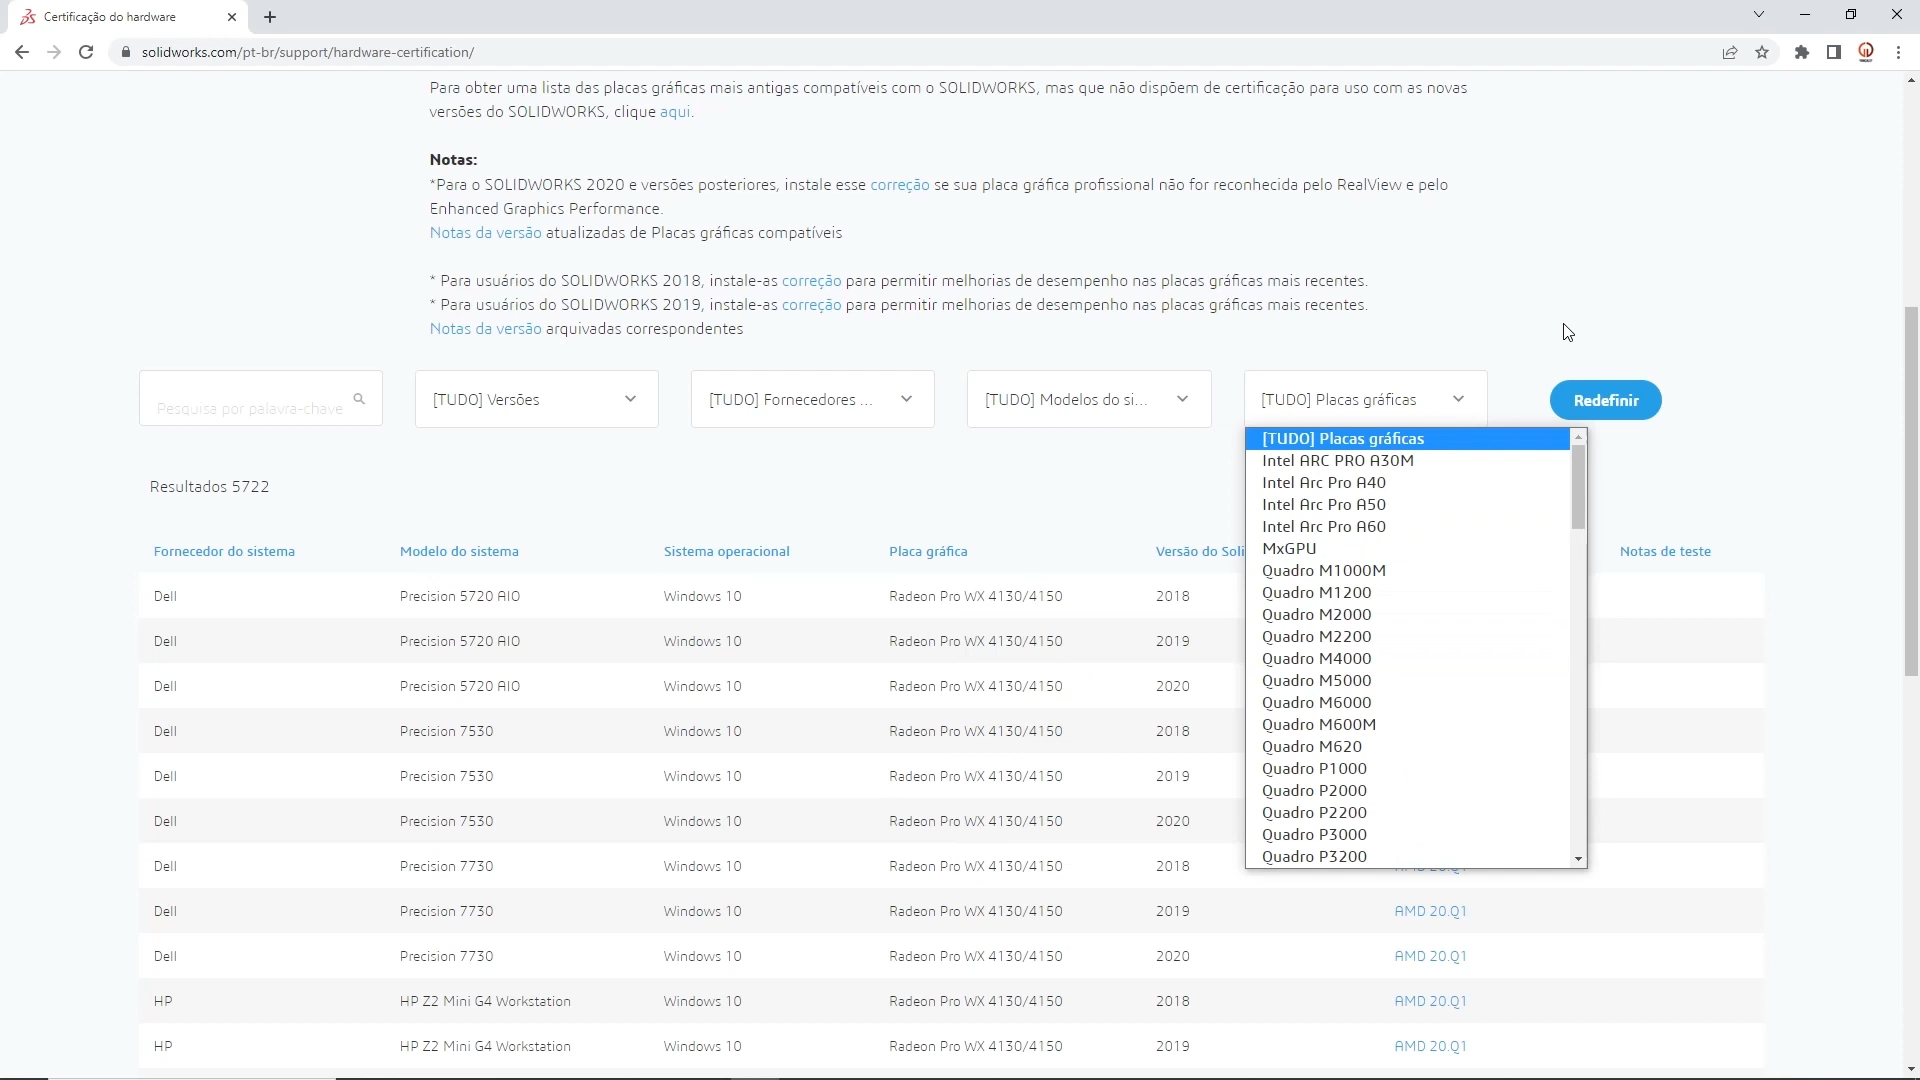 Certificação do hardware
solidworks.com/pt-br/support/hardware-certification/
Para obter uma lista das placas gráficas mais antigas compatíveis com o SOLIDWORKS, mas que não dispõem de certificação para uso com as novas
versões do SOLIDWORKS, clique aqui.
Notas:
*Para o SOLIDWORKS 2020 e versões posteriores, instale esse correção se sua placa gráfica profissional não for reconhecida pelo RealView e pelo
Enhanced Graphics Performance.
Notas da versão atualizadas de Placas gráficas compatíveis
* Para usuários do SOLIDWORKS 2018, instale-as correção para permitir melhorias de desempenho nas placas gráficas mais recentes.
* Para usuários do SOLIDWORKS 2019, instale-as correção para permitir melhorias de desempenho nas placas gráficas mais recentes.
Notas da versão arquivadas correspondentes
Pesquisa por palavra-chave [TUDO] Versões [TUDO] Fornecedores ... [TUDO] Modelos do si... [TUDO] Placas gráficas Redefinir
[TUDO] Placas gráficas
Intel ARC PRO A30M
Intel Arc Pro A40
Intel Arc Pro A50
Intel Arc Pro A60
MxGPU
Quadro M1000M
Quadro M1200
Quadro M2000
Quadro M2200
Quadro M4000
Quadro M5000
Quadro M6000
Quadro M600M
Quadro M620
Quadro P1000
Quadro P2000
Quadro P2200
Quadro P3000
Quadro P3200
Resultados 5722
Fornecedor do sistema Modelo do sistema Sistema operacional Placa gráfica Versão do Soli Notas de teste
Dell Precision 5720 AIO Windows 10 Radeon Pro WX 4130/4150 2018
Dell Precision 5720 AIO Windows 10 Radeon Pro WX 4130/4150 2019
Dell Precision 5720 AIO Windows 10 Radeon Pro WX 4130/4150 2020
Dell Precision 7530 Windows 10 Radeon Pro WX 4130/4150 2018
Dell Precision 7530 Windows 10 Radeon Pro WX 4130/4150 2019
Dell Precision 7530 Windows 10 Radeon Pro WX 4130/4150 2020
Dell Precision 7730 Windows 10 Radeon Pro WX 4130/4150 2018
Dell Precision 7730 Windows 10 Radeon Pro WX 4130/4150 2019 AMD 20.Q1
Dell Precision 7730 Windows 10 Radeon Pro WX 4130/4150 2020 AMD 20.Q1
HP HP Z2 Mini G4 Workstation Windows 10 Radeon Pro WX 4130/4150 2018 AMD 20.Q1
HP HP Z2 Mini G4 Workstation Windows 10 Radeon Pro WX 4130/4150 2019 AMD 20.Q1